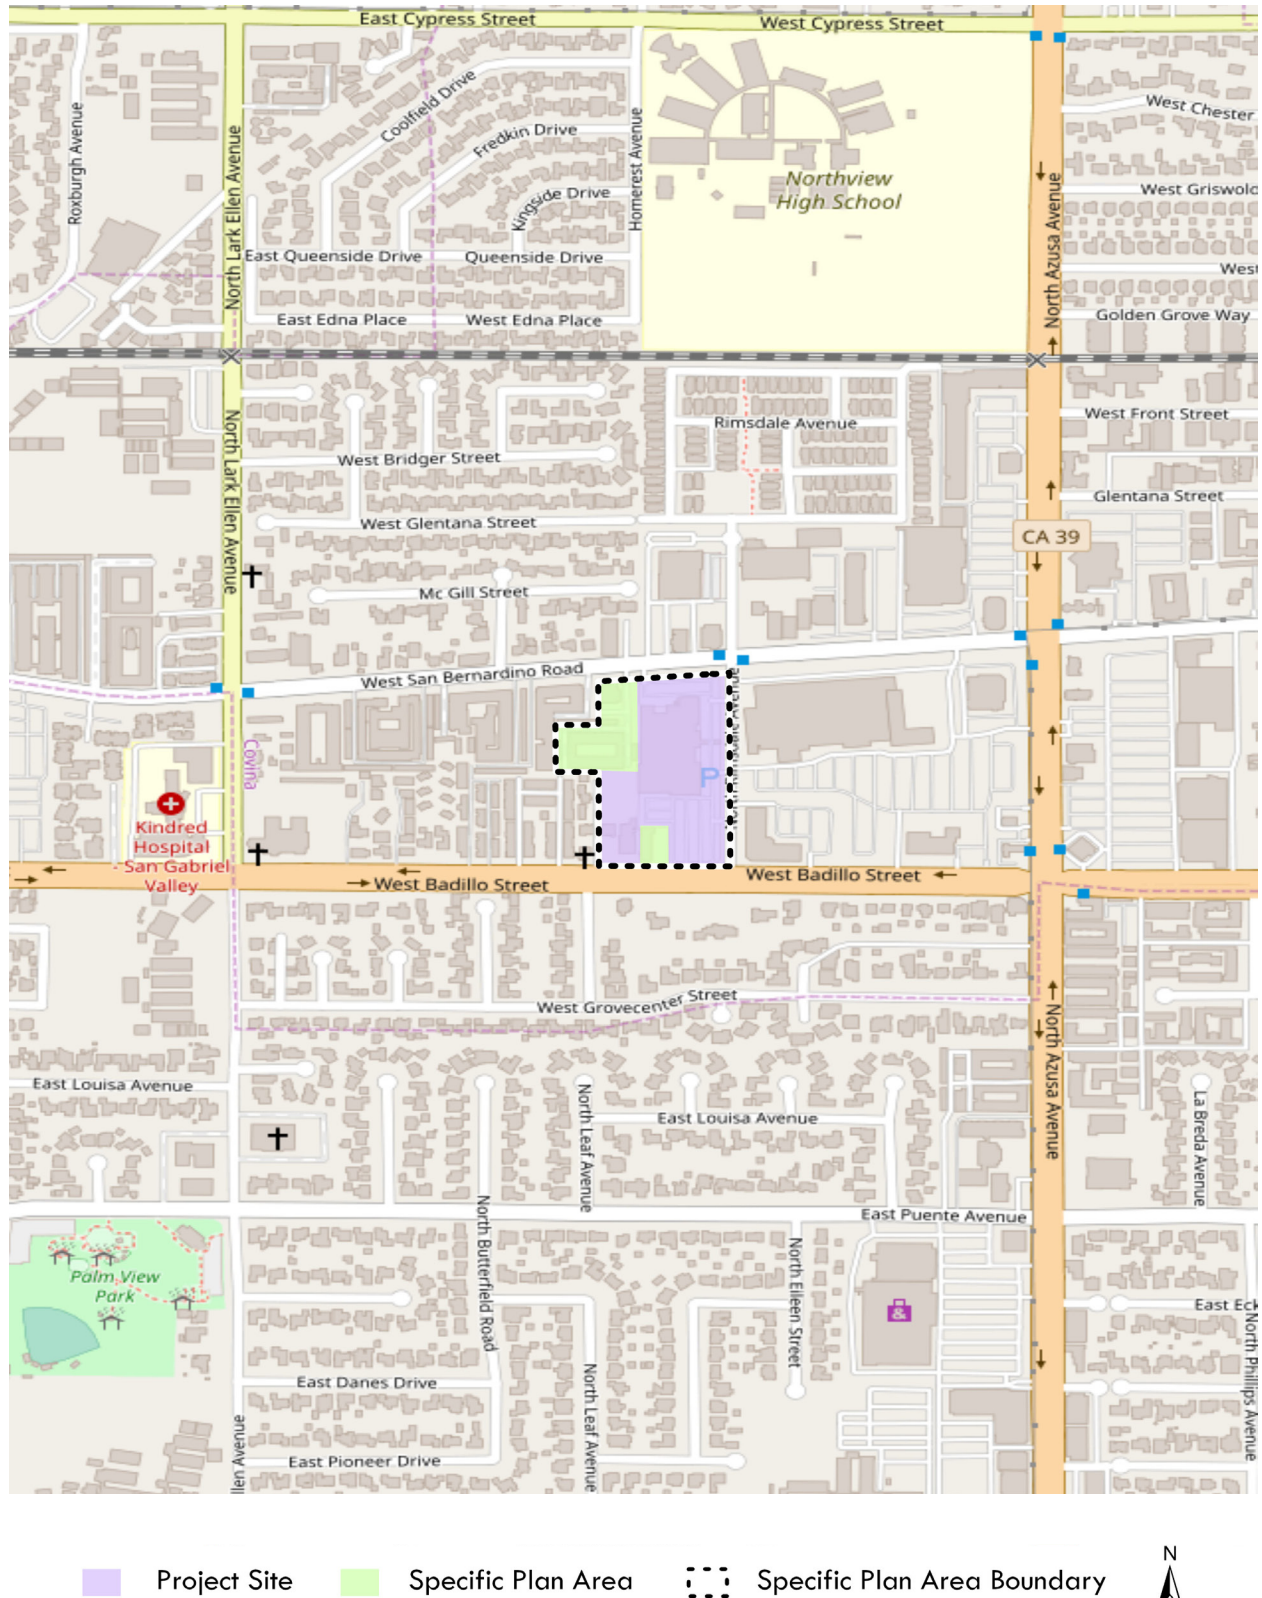 East Cypress Street
West Cypress Street
Roxburgh Avenue
North Lark Ellen Avenue
Coolfield Drive
Fredkin Drive
Kingside Drive
Homerest Avenue
Northview
High School
North Azusa Avenue
West Chester
West Griswold
East Queenside Drive
Queenside Drive
West
East Edna Place
West Edna Place
Golden Grove Way
North Lark Ellen Avenue
Rimsdale Avenue
West Front Street
West Bridger Street
Glentana Street
West Glentana Street
CA 39
Mc Gill Street
West San Bernardino Road
North Rimsdale Avenue
Covina
P
Kindred
Hospital
- San Gabriel
Valley
West Badillo Street
West Badillo Street
West Grovecenter Street
North Azusa Avenue
East Louisa Avenue
North Leaf Avenue
East Louisa Avenue
La Breda Avenue
East Puente Avenue
North Butterfield Road
North Eileen Street
Palm View
Park
East Eck
North Phillips Avenue
&
East Danes Drive
North Leaf Avenue
llen Avenue
East Pioneer Drive
N
Project Site
Specific Plan Area
Specific Plan Area Boundary